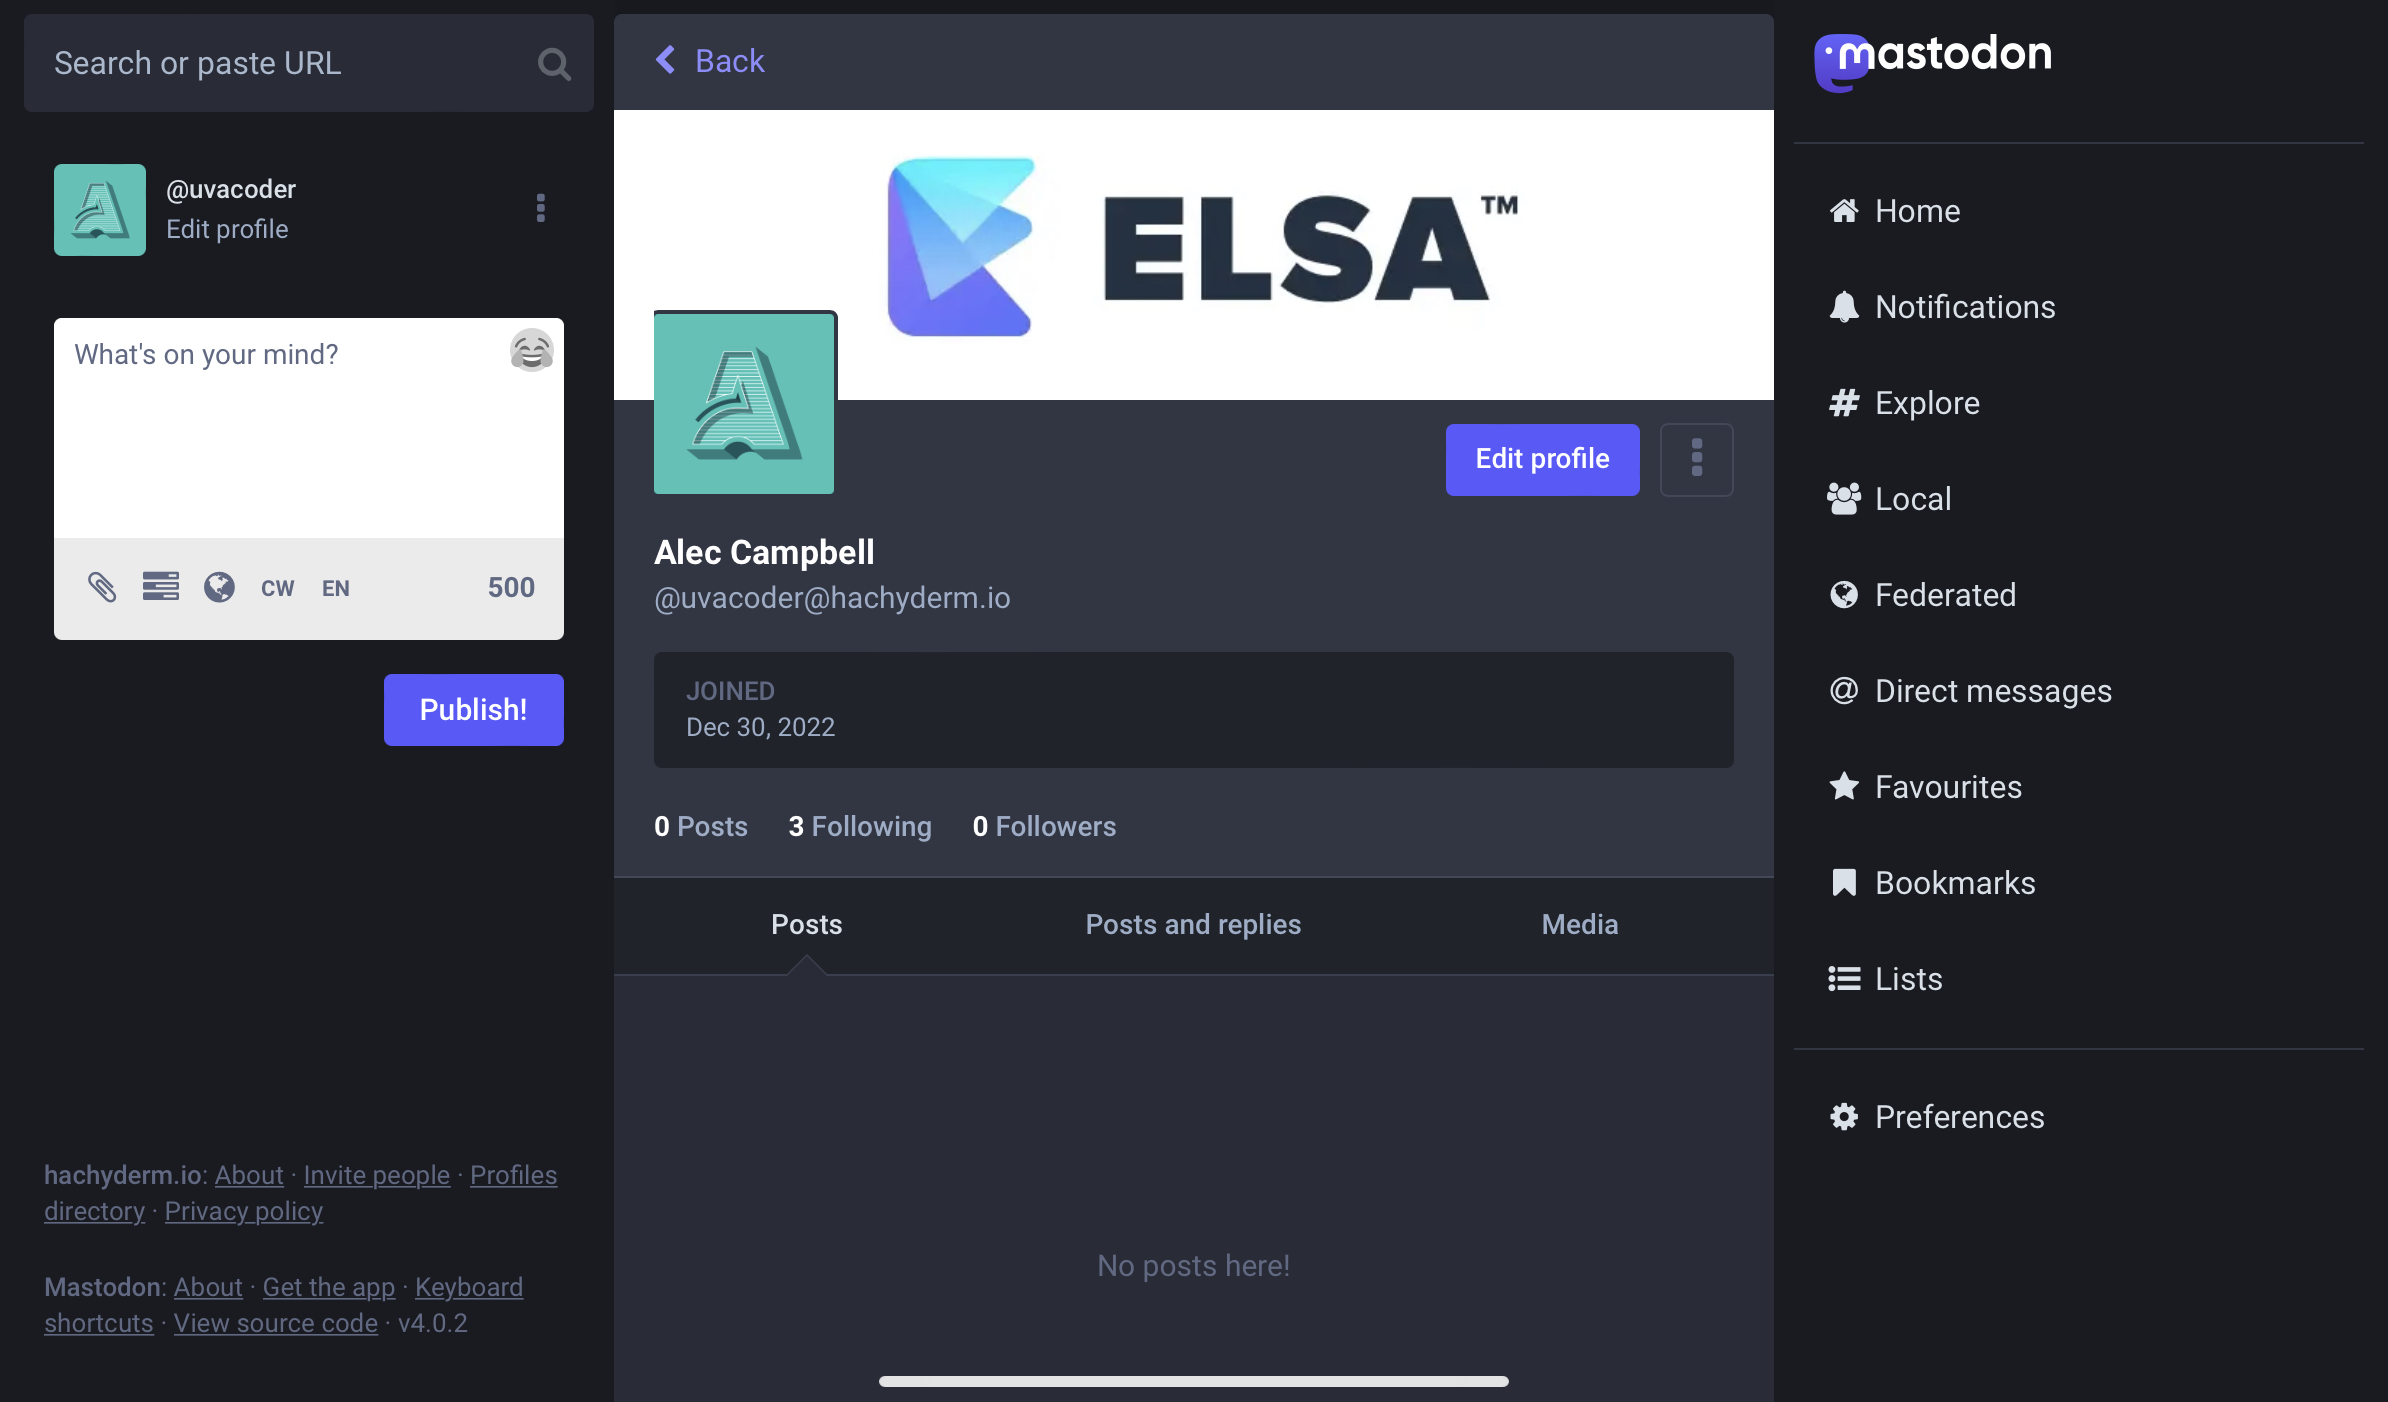 Search or paste URL
@uvacoder
Edit profile
What's on your mind?
CW EN 500
Publish!
hachyderm.io: About · Invite people · Profiles
directory · Privacy policy
Mastodon: About · Get the app · Keyboard
shortcuts · View source code · v4.0.2
Back
ELSA™
A
Edit profile
Alec Campbell
@uvacoder@hachyderm.io
JOINED
Dec 30, 2022
0 Posts 3 Following 0 Followers
Posts Posts and replies Media
No posts here!
mastodon
Home
Notifications
# Explore
Local
Federated
@ Direct messages
Favourites
Bookmarks
Lists
Preferences